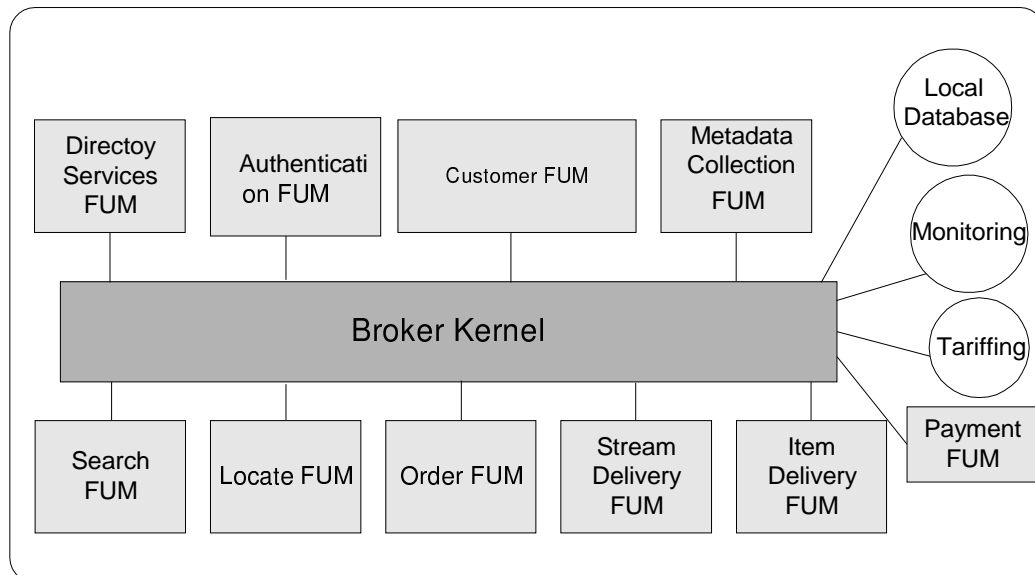 Directoy
Services
FUM
Authenticati
on FUM
Customer FUM
Metadata
Collection
FUM
Local
Database
Monitoring
Tariffing
Broker Kernel
Search
FUM
Locate FUM
Order FUM
Stream
Delivery
FUM
Item
Delivery
FUM
Payment
FUM